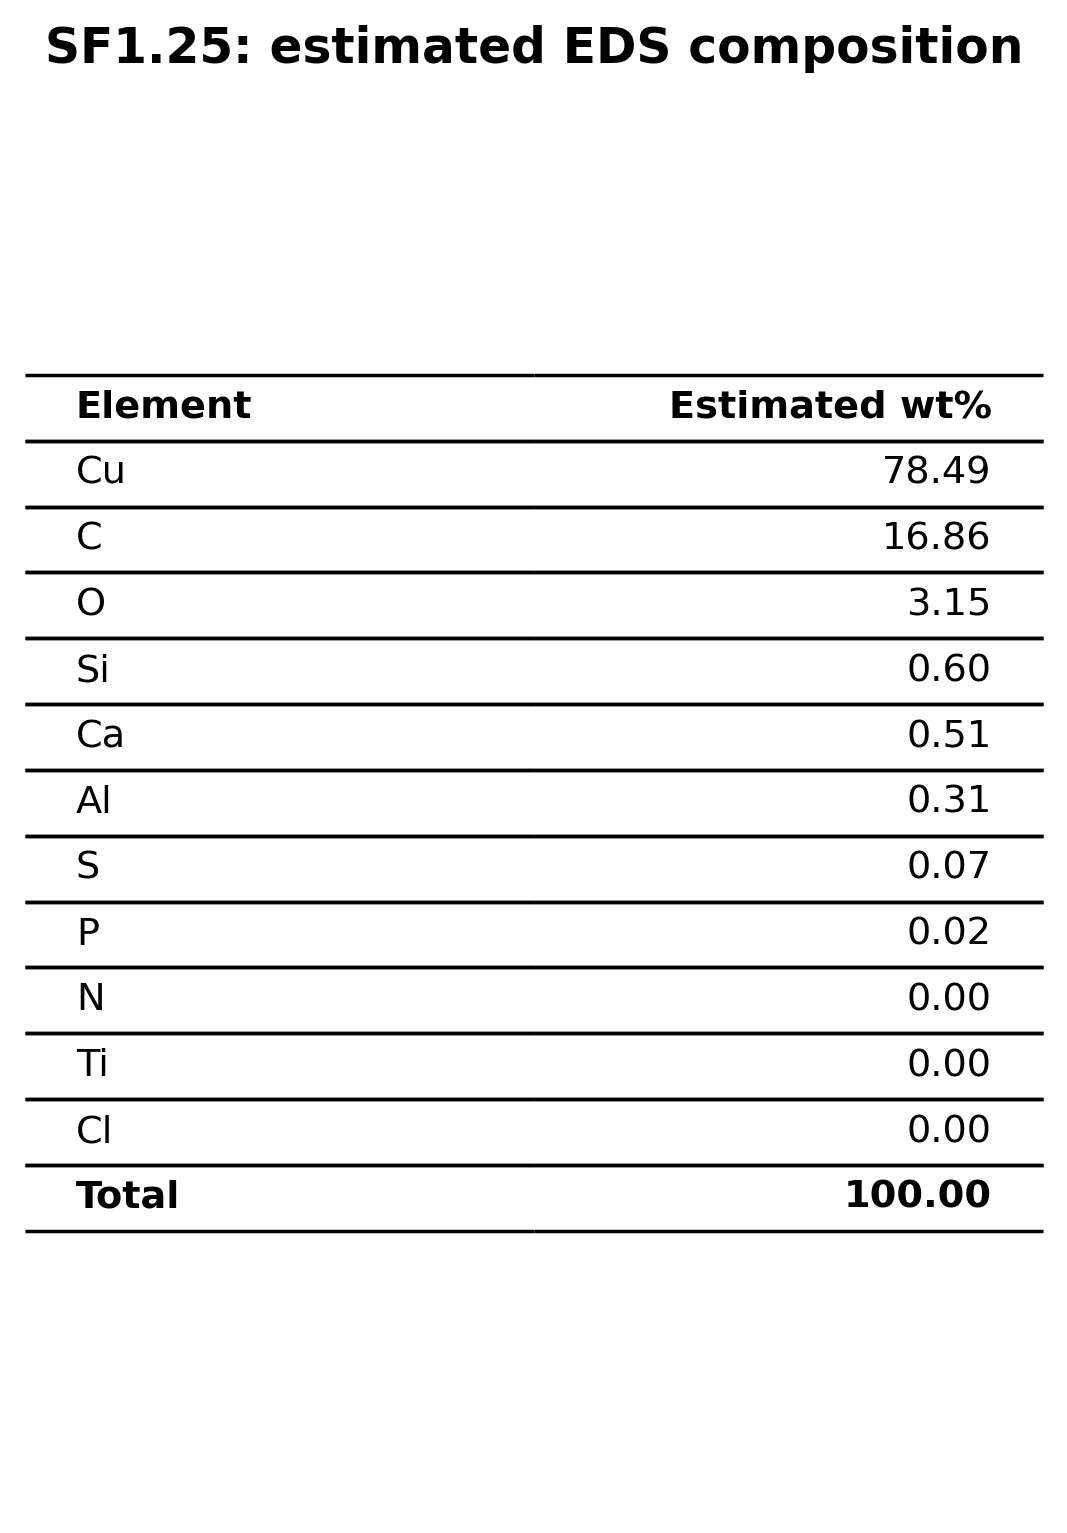 SF1.25: estimated EDS composition
Element Estimated wt%
Cu 78.49
C 16.86
O 3.15
Si 0.60
Ca 0.51
Al 0.31
S 0.07
P 0.02
N 0.00
Ti 0.00
Cl 0.00
Total 100.00